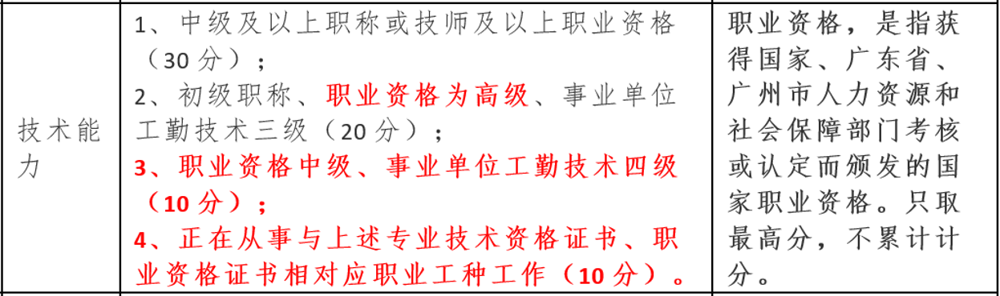 技术能
力
1、中级及以上职称或技师及以上职业资格
（30分）；
2、初级职称、职业资格为高级、事业单位
工勤技术三级（20分）；
3、职业资格中级、事业单位工勤技术四级
（10分）；
4、正在从事与上述专业技术资格证书、职
业资格证书相对应职业工种工作（10分）。
职业资格，是指获
得国家、广东省、
广州市人力资源和
社会保障部门考核
或认定而颁发的国
家职业资格。只取
最高分，不累计计
分。